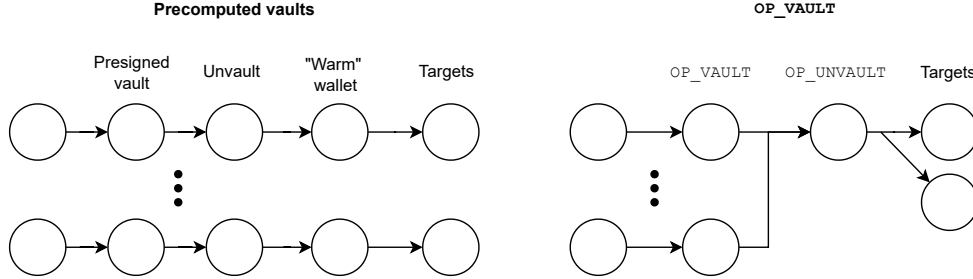 Precomputed vaults
OP_VAULT
Presigned
vault
Unvault
"Warm"
wallet
Targets
OP_VAULT
OP_UNVAULT
Targets